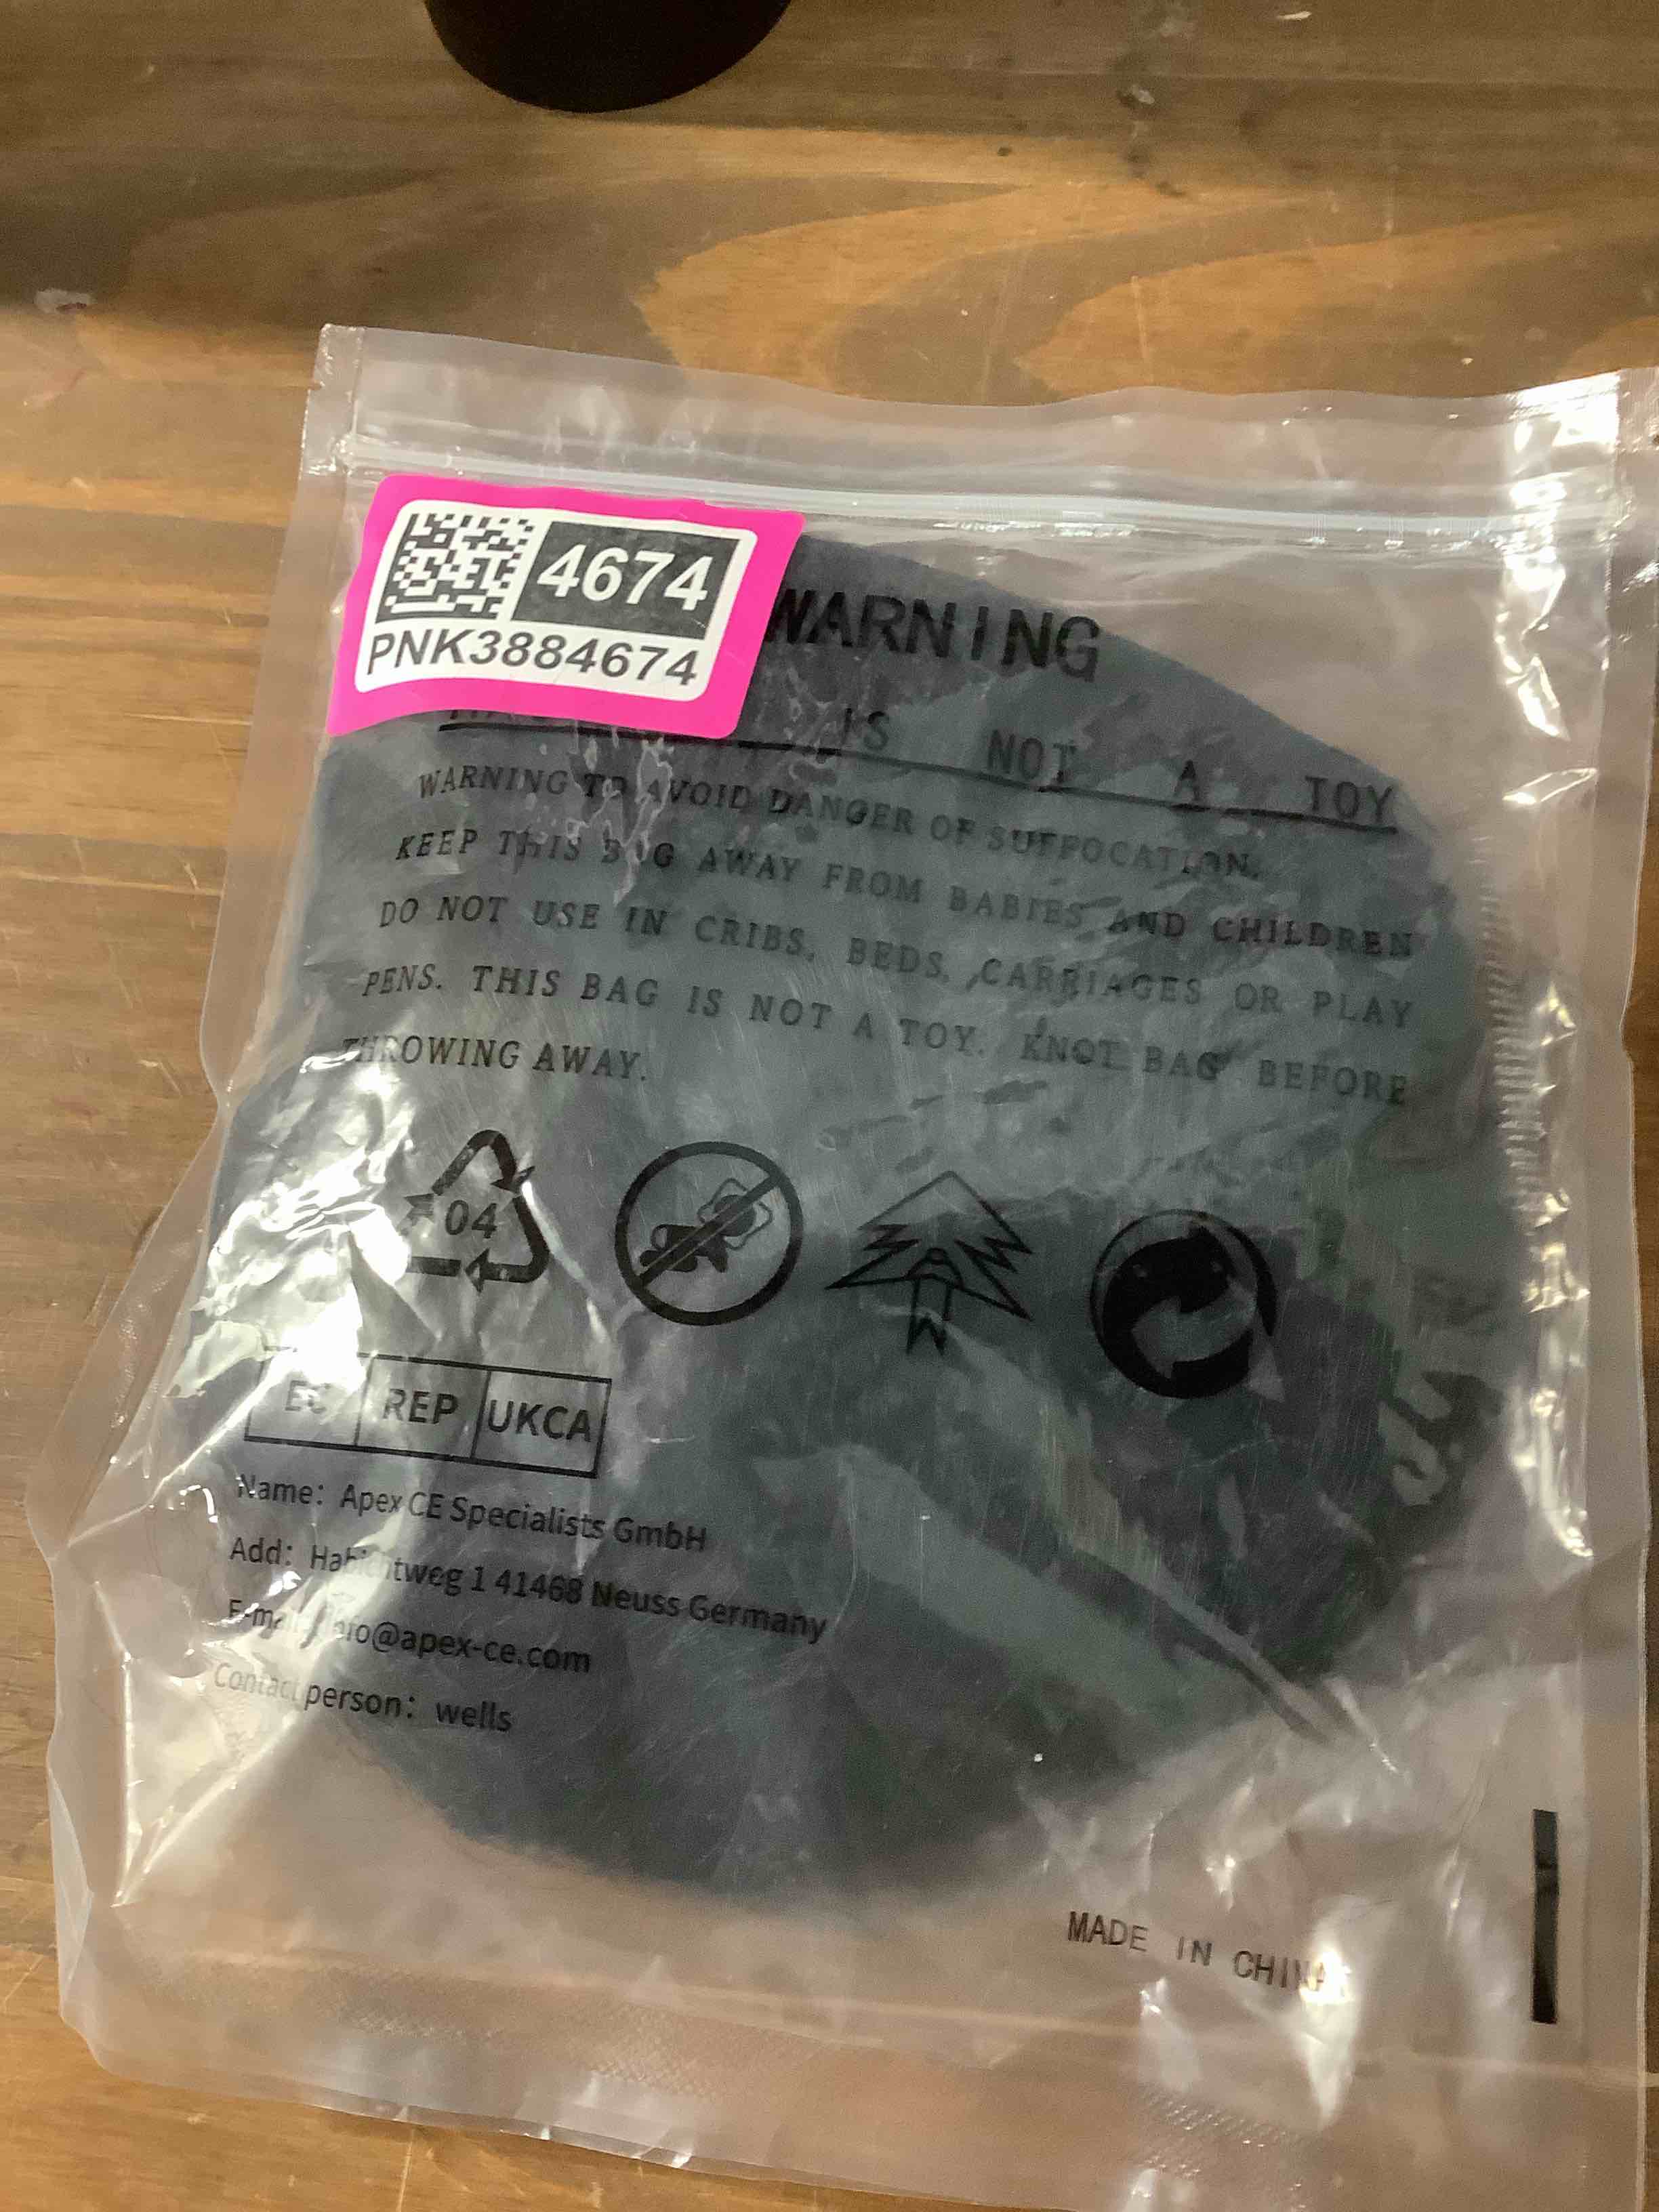 4674
PNK3884674
WARNING
IS NOT A TOY
WARNING TO AVOID DANGER OF SUFFOCATION.
KEEP THIS BAG AWAY FROM BABIES AND CHILDREN
DO NOT USE IN CRIBS, BEDS, CARRIAGES OR PLAY
PENS. THIS BAG IS NOT A TOY. KNOT BAG BEFORE
THROWING AWAY.
04
EC REP UKCA
Name: Apex CE Specialists GmbH
Add: Habichtweg 1 41468 Neuss Germany
E-mail: info@apex-ce.com
Contact person: wells
MADE IN CHINA